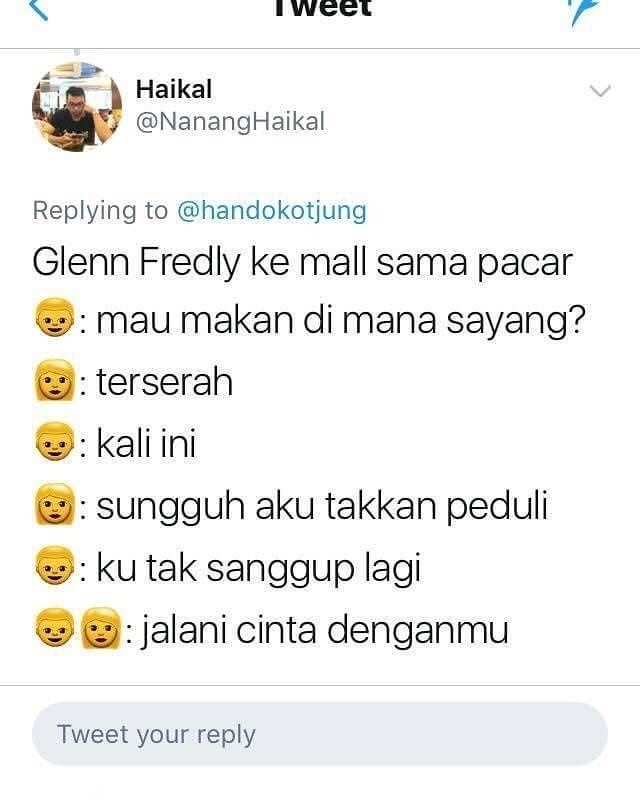 Tweet
Haikal
@NanangHaikal
Replying to @handokotjung
Glenn Fredly ke mall sama pacar
👦: mau makan di mana sayang?
👩: terserah
👦: kali ini
👩: sungguh aku takkan peduli
👦: ku tak sanggup lagi
👦👩: jalani cinta denganmu
Tweet your reply